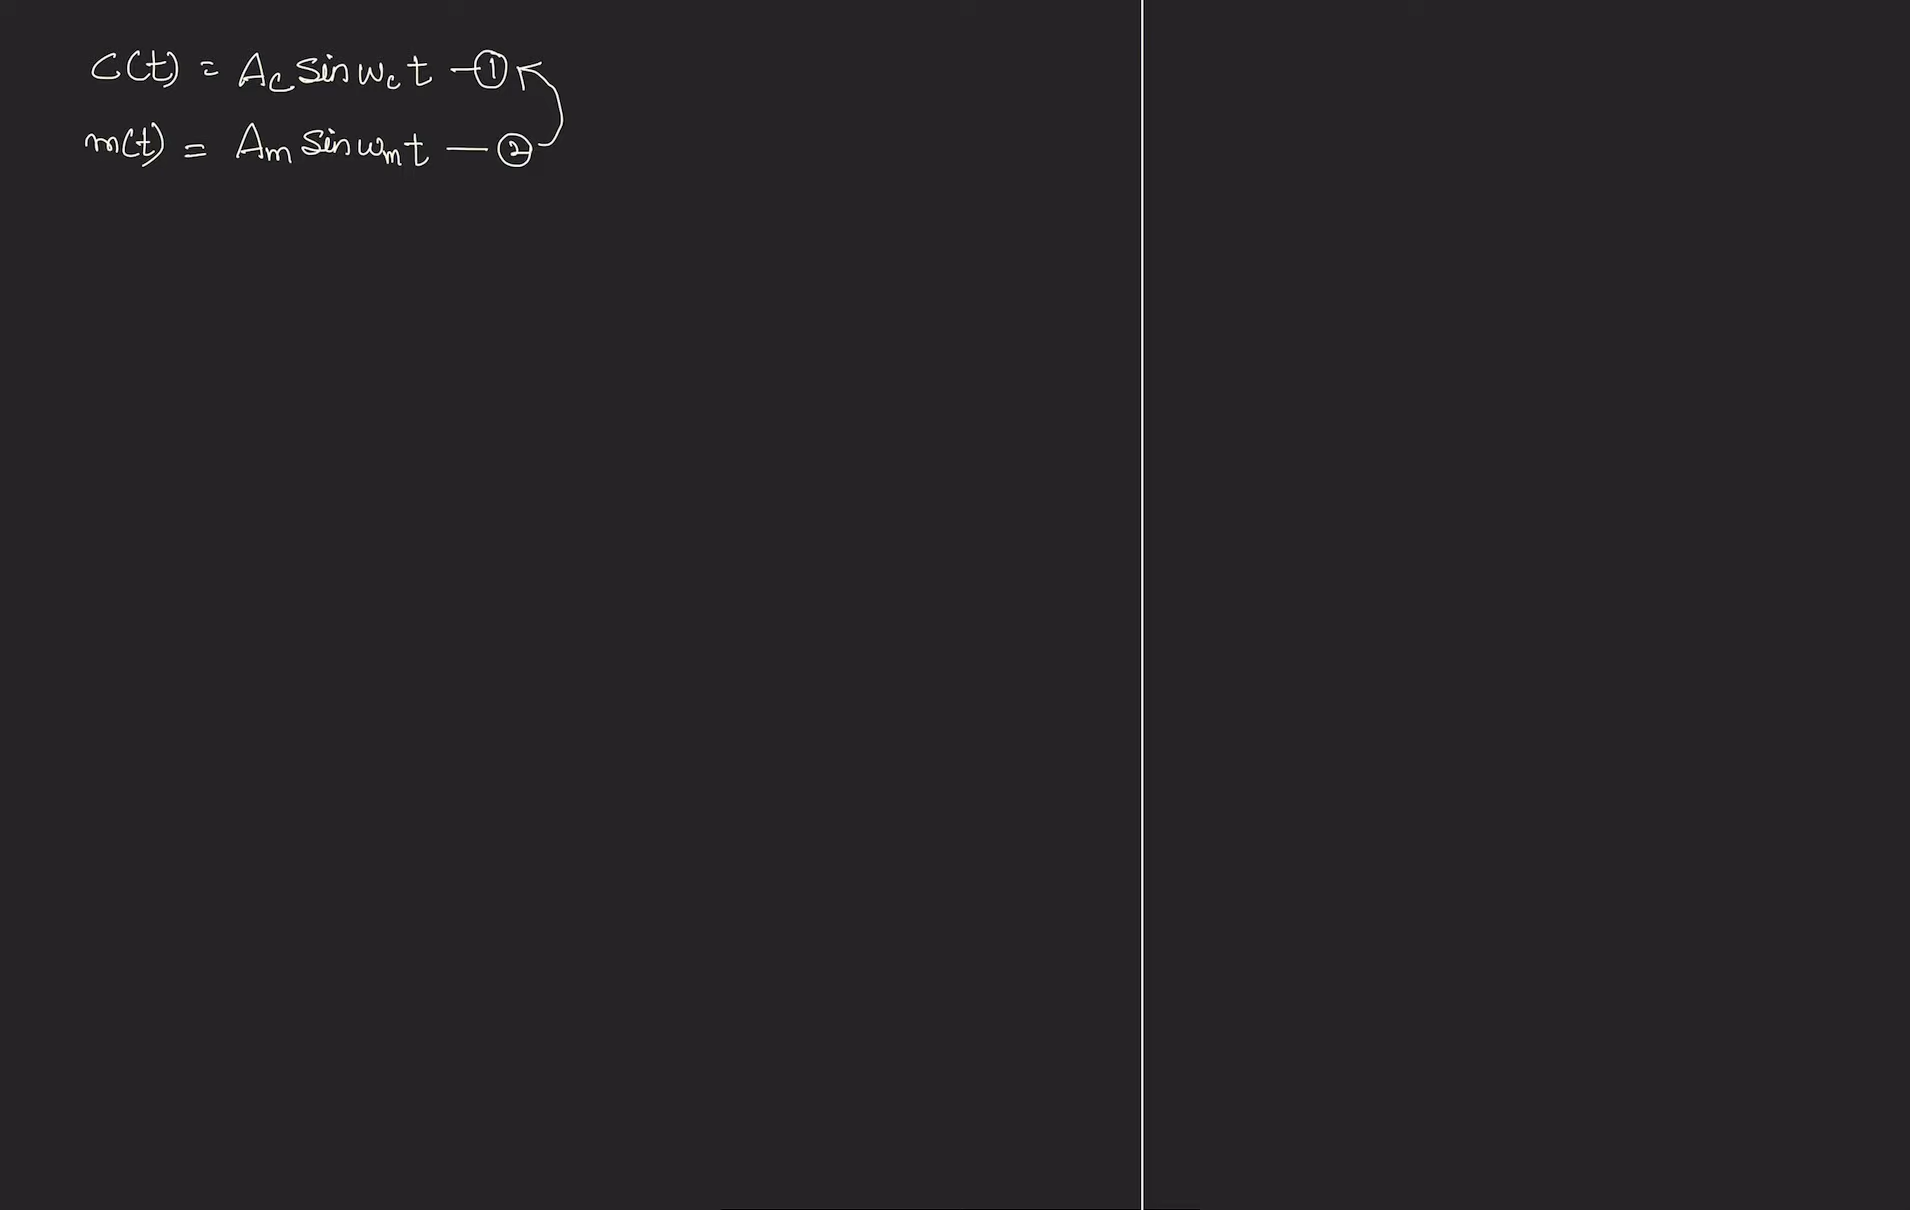 C(t) = Ac sin wc t —①
m(t) = Am sin wm t —②